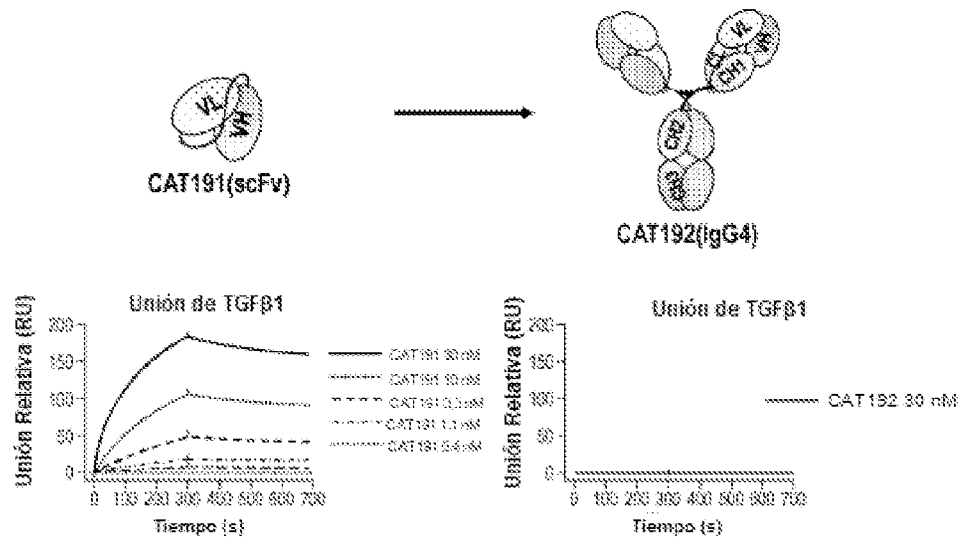 VL
VH
CAT191(scFv)
VL
VH
CL
CH1
CH2
CH3
CAT192(IgG4)
Unión de TGFβ1
Unión Relativa (RU)
200
150
100
50
0
0 100 200 300 400 500 600 700
Tiempo (s)
CAT191 30 nM
CAT191 10 nM
CAT191 3,3 nM
CAT191 1,1 nM
CAT191 0,4 nM
Unión de TGFβ1
Unión Relativa (RU)
200
150
100
50
0
0 100 200 300 400 500 600 700
Tiempo (s)
CAT192 30 nM